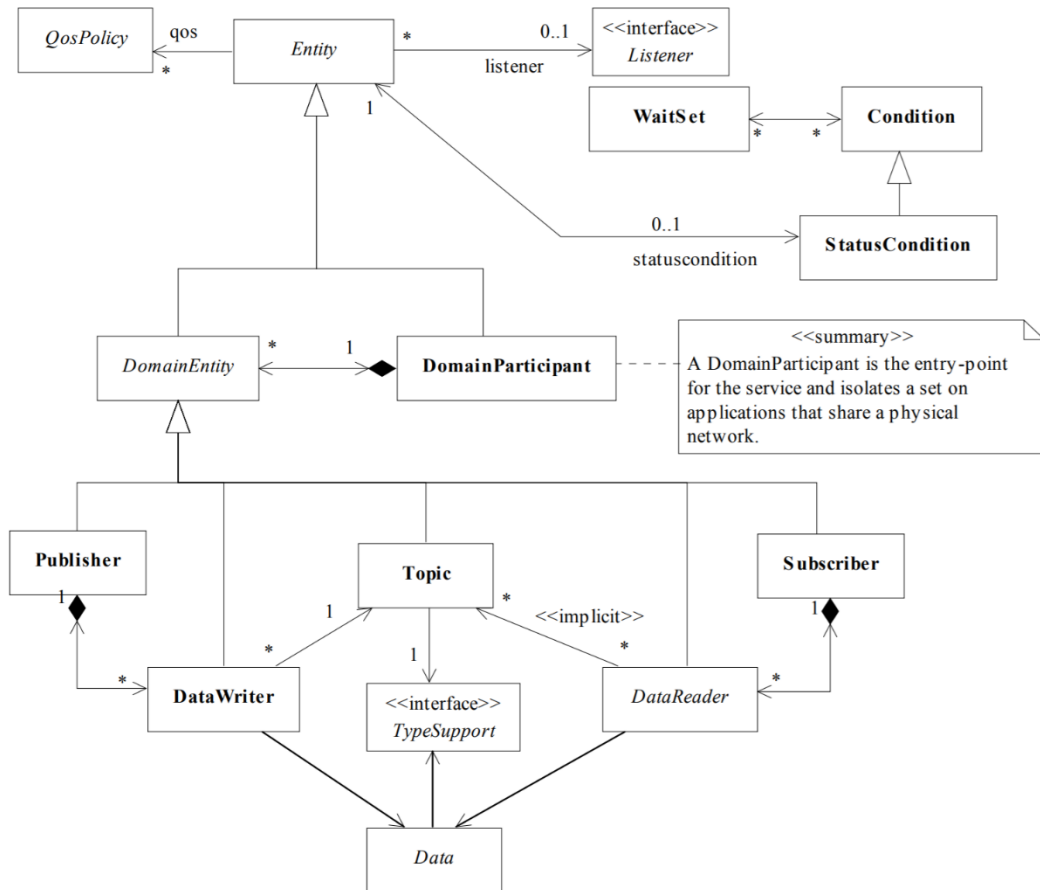 QosPolicy
qos
*
Entity
*
0..1
listener
<<interface>>
Listener
1
WaitSet
*
*
Condition
0..1
statuscondition
StatusCondition
DomainEntity
*
1
DomainParticipant
<<summary>>
A DomainParticipant is the entry-point
for the service and isolates a set on
applications that share a physical
network.
Publisher
1
*
Topic
1
*
*
<<implicit>>
*
1
Subscriber
1
*
DataWriter
<<interface>>
TypeSupport
DataReader
Data